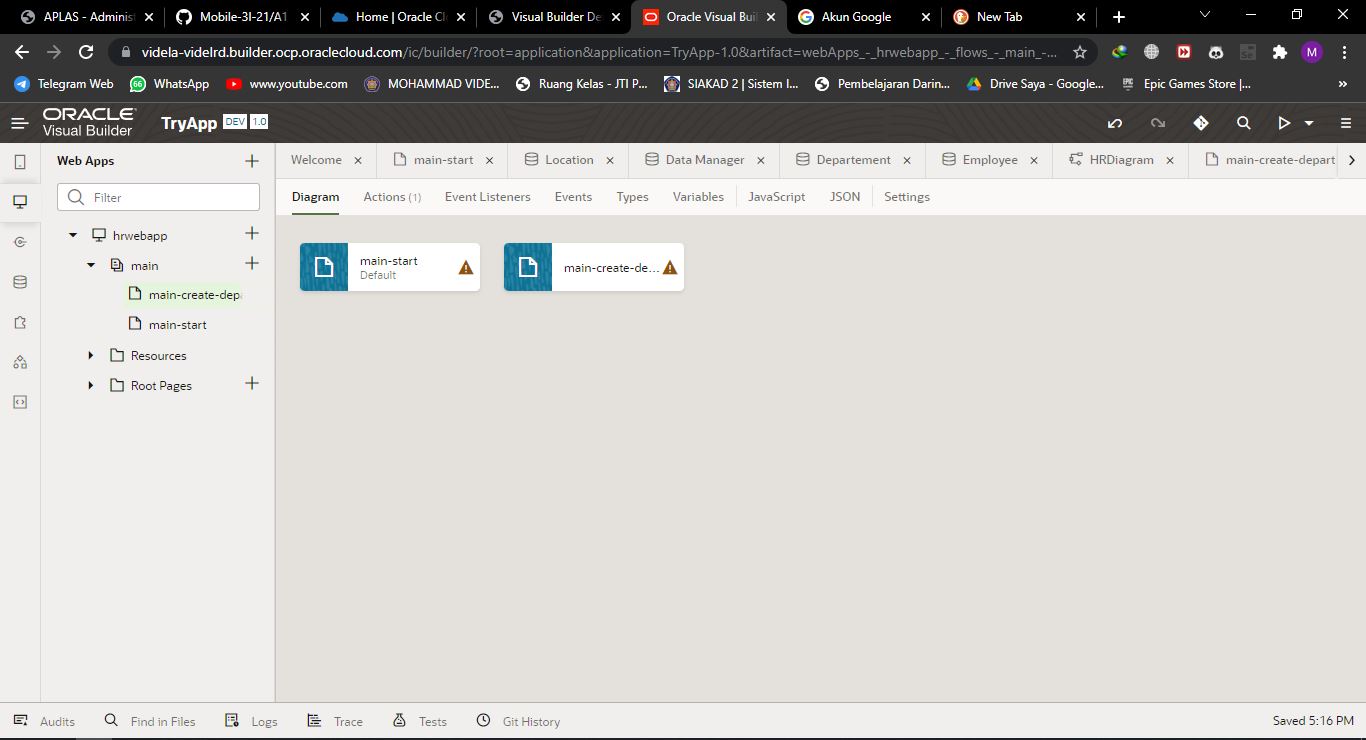 APLAS - Adminis
Mobile-3I-21/A1
Home | Oracle Cl
Visual Builder De
Oracle Visual Buil
Akun Google
New Tab
videla-videlrd.builder.ocp.oraclecloud.com/ic/builder/?root=application&application=TryApp-1.0&artifact=webApps_-_hrwebapp_-_flows_-_main_-...
M
Telegram Web
66
WhatsApp
www.youtube.com
MOHAMMAD VIDE...
Ruang Kelas - JTI P...
SIAKAD 2 | Sistem I...
Pembelajaran Darin...
Drive Saya - Google...
Epic Games Store |...
»
ORACLE
Visual Builder
TryApp
DEV
1.0
Web Apps
Welcome
main-start
Location
Data Manager
Departement
Employee
HRDiagram
main-create-depart
Filter
Diagram
Actions (1)
Event Listeners
Events
Types
Variables
JavaScript
JSON
Settings
hrwebapp
main
main-create-depa
main-start
Resources
Root Pages
main-start
Default
main-create-de...
Audits
Find in Files
Logs
Trace
Tests
Git History
Saved 5:16 PM